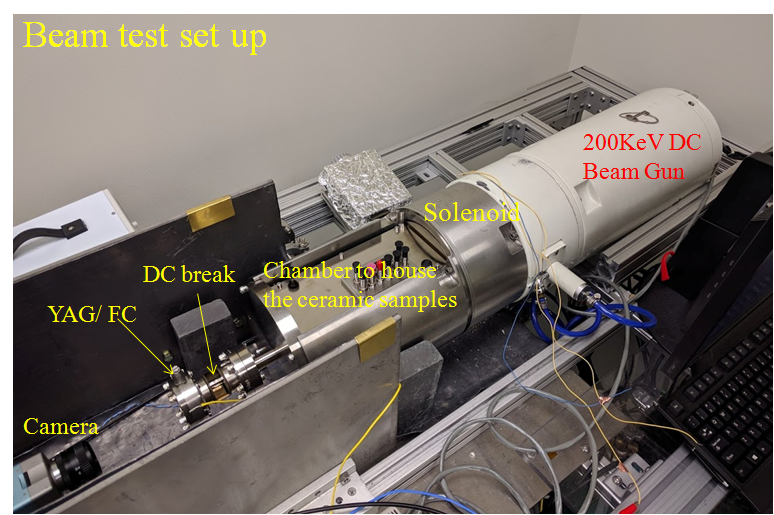 Beam test set up
200KeV DC
Beam Gun
Solenoid
DC break
Chamber to house
the ceramic samples
YAG/ FC
Camera